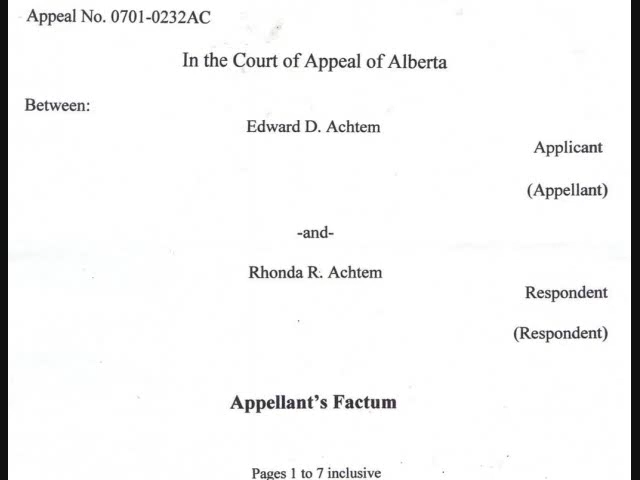 Appeal No. 0701-0232AC
In the Court of Appeal of Alberta
Between:
Edward D. Achtem
Applicant
(Appellant)
-and-
Rhonda R. Achtem
Respondent
(Respondent)
Appellant's Factum
Pages 1 to 7 inclusive